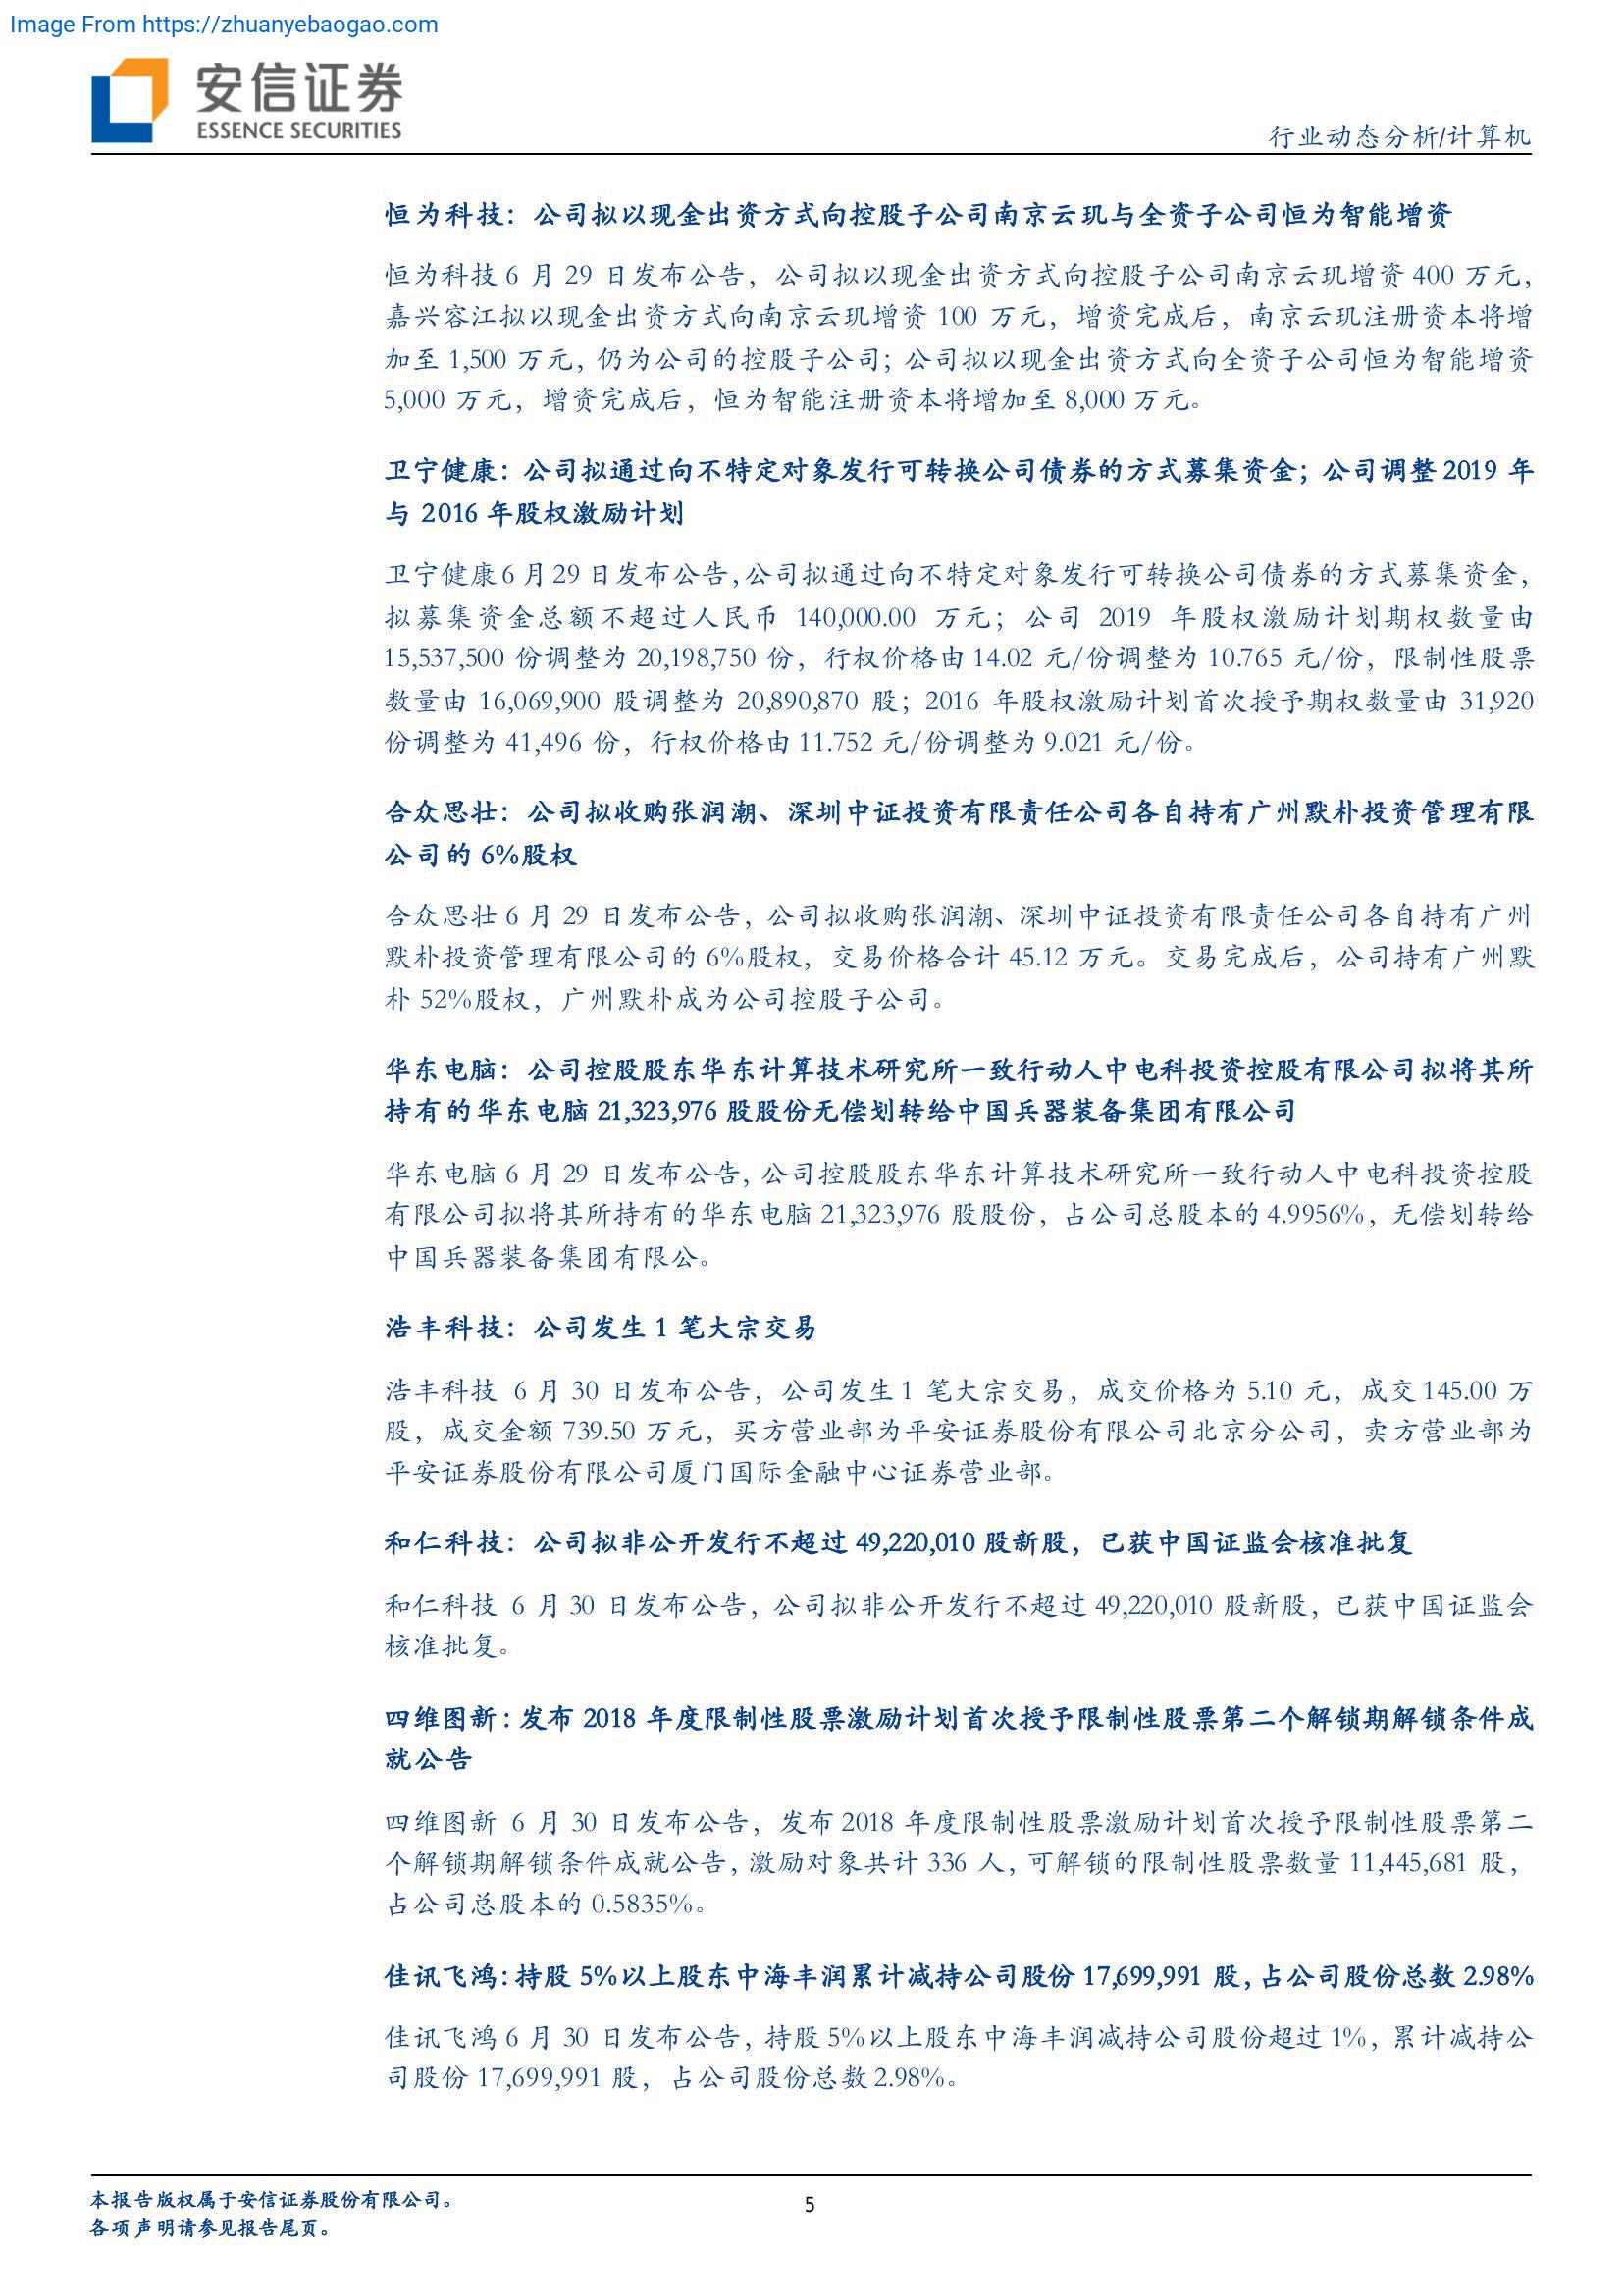 Image From https://zhuanyebaogao.com
安信证券
ESSENCE SECURITIES
行业动态分析/计算机
恒为科技：公司拟以现金出资方式向控股子公司南京云玑与全资子公司恒为智能增资
恒为科技 6 月 29 日发布公告，公司拟以现金出资方式向控股子公司南京云玑增资 400 万元，
嘉兴容江拟以现金出资方式向南京云玑增资 100 万元，增资完成后，南京云玑注册资本将增
加至 1,500 万元，仍为公司的控股子公司；公司拟以现金出资方式向全资子公司恒为智能增资
5,000 万元，增资完成后，恒为智能注册资本将增加至 8,000 万元。
卫宁健康：公司拟通过向不特定对象发行可转换公司债券的方式募集资金；公司调整 2019 年
与 2016 年股权激励计划
卫宁健康 6 月 29 日发布公告，公司拟通过向不特定对象发行可转换公司债券的方式募集资金，
拟募集资金总额不超过人民币 140,000.00 万元；公司 2019 年股权激励计划期权数量由
15,537,500 份调整为 20,198,750 份，行权价格由 14.02 元/份调整为 10.765 元/份，限制性股票
数量由 16,069,900 股调整为 20,890,870 股；2016 年股权激励计划首次授予期权数量由 31,920
份调整为 41,496 份，行权价格由 11.752 元/份调整为 9.021 元/份。
合众思壮：公司拟收购张润潮、深圳中证投资有限责任公司各自持有广州默朴投资管理有限
公司的 6%股权
合众思壮 6 月 29 日发布公告，公司拟收购张润潮、深圳中证投资有限责任公司各自持有广州
默朴投资管理有限公司的 6%股权，交易价格合计 45.12 万元。交易完成后，公司持有广州默
朴 52%股权，广州默朴成为公司控股子公司。
华东电脑：公司控股股东华东计算技术研究所一致行动人中电科投资控股有限公司拟将其所
持有的华东电脑 21,323,976 股股份无偿划转给中国兵器装备集团有限公司
华东电脑 6 月 29 日发布公告，公司控股股东华东计算技术研究所一致行动人中电科投资控股
有限公司拟将其所持有的华东电脑 21,323,976 股股份，占公司总股本的 4.9956%，无偿划转给
中国兵器装备集团有限公。
浩丰科技：公司发生 1 笔大宗交易
浩丰科技 6 月 30 日发布公告，公司发生 1 笔大宗交易，成交价格为 5.10 元，成交 145.00 万
股，成交金额 739.50 万元，买方营业部为平安证券股份有限公司北京分公司，卖方营业部为
平安证券股份有限公司厦门国际金融中心证券营业部。
和仁科技：公司拟非公开发行不超过 49,220,010 股新股，已获中国证监会核准批复
和仁科技 6 月 30 日发布公告，公司拟非公开发行不超过 49,220,010 股新股，已获中国证监会
核准批复。
四维图新：发布 2018 年度限制性股票激励计划首次授予限制性股票第二个解锁期解锁条件成
就公告
四维图新 6 月 30 日发布公告，发布 2018 年度限制性股票激励计划首次授予限制性股票第二
个解锁期解锁条件成就公告，激励对象共计 336 人，可解锁的限制性股票数量 11,445,681 股，
占公司总股本的 0.5835%。
佳讯飞鸿：持股 5%以上股东中海丰润累计减持公司股份 17,699,991 股，占公司股份总数 2.98%
佳讯飞鸿 6 月 30 日发布公告，持股 5%以上股东中海丰润减持公司股份超过 1%，累计减持公
司股份 17,699,991 股，占公司股份总数 2.98%。
本报告版权属于安信证券股份有限公司。
5
各项声明请参见报告尾页。